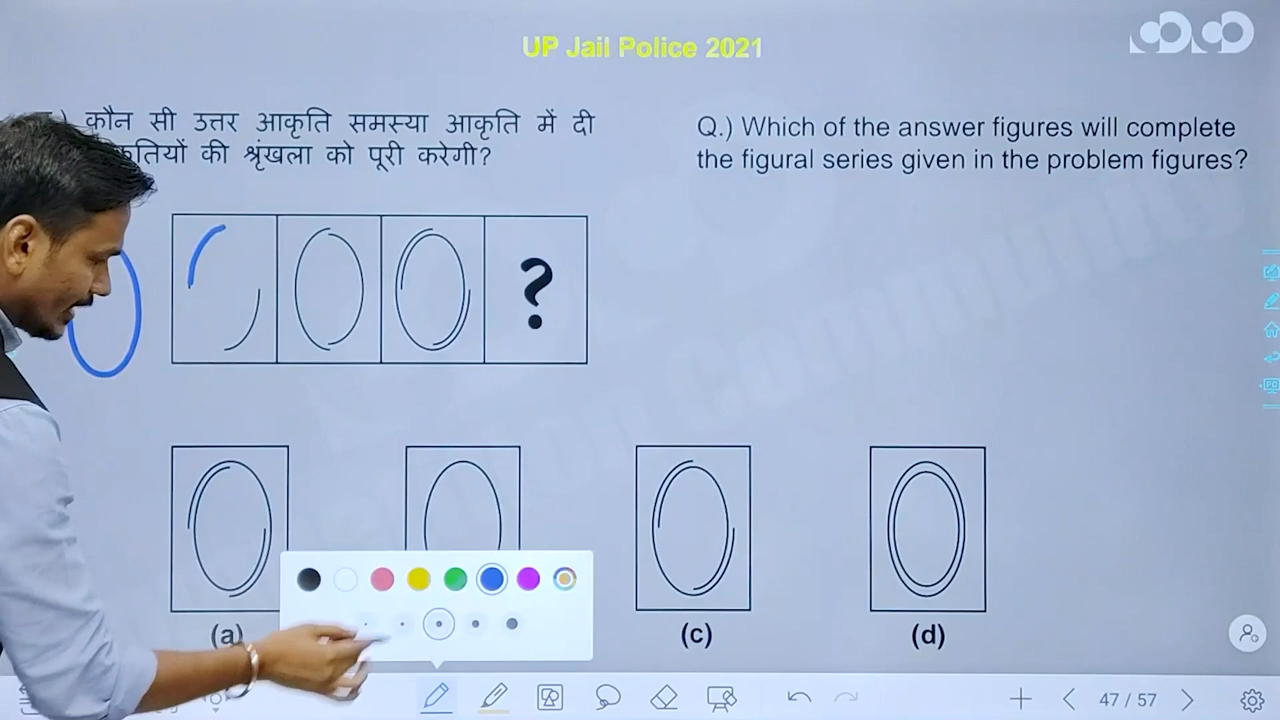 UP Jail Police 2021
कौन सी उत्तर आकृति समस्या आकृति में दी
की श्रृंखला को पूरी करेगी?
Q.) Which of the answer figures will complete
the figural series given in the problem figures?
?
(a)
(c)
(d)
47 / 57